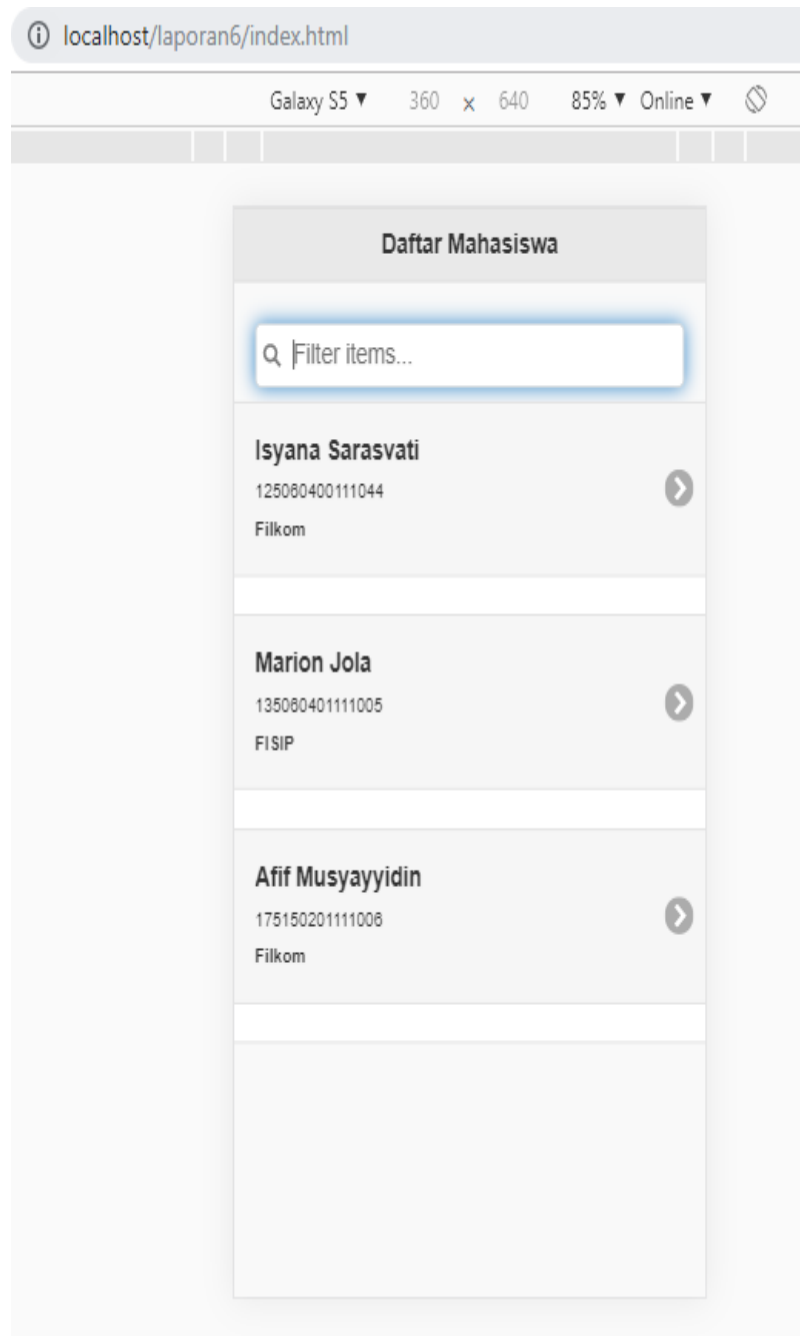 localhost/laporan6/index.html
Galaxy S5 ▼ 360 x 640 85% ▼ Online ▼
Daftar Mahasiswa
Filter items...
Isyana Sarasvati
125060400111044
Filkom
Marion Jola
135060401111005
FISIP
Afif Musyayyidin
175150201111006
Filkom